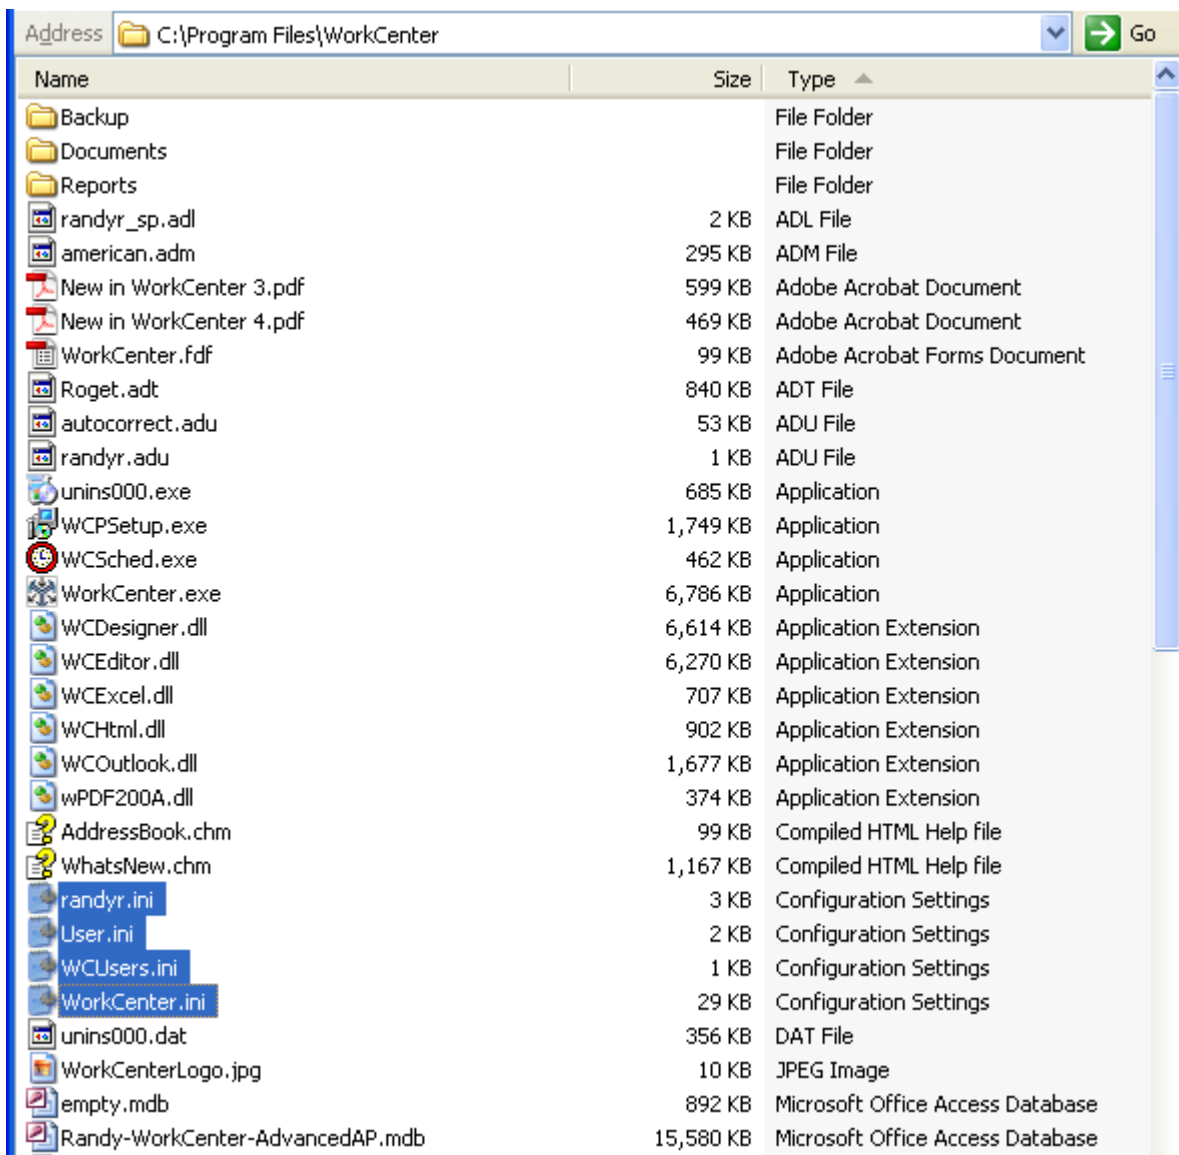 Address C:\Program Files\WorkCenter Go
Name Size Type
Backup File Folder
Documents File Folder
Reports File Folder
randyr_sp.adl 2 KB ADL File
american.adm 295 KB ADM File
New in WorkCenter 3.pdf 599 KB Adobe Acrobat Document
New in WorkCenter 4.pdf 469 KB Adobe Acrobat Document
WorkCenter.fdf 99 KB Adobe Acrobat Forms Document
Roget.adt 840 KB ADT File
autocorrect.adu 53 KB ADU File
randyr.adu 1 KB ADU File
unins000.exe 685 KB Application
WCPSetup.exe 1,749 KB Application
WCSched.exe 462 KB Application
WorkCenter.exe 6,786 KB Application
WCDesigner.dll 6,614 KB Application Extension
WCEditor.dll 6,270 KB Application Extension
WCExcel.dll 707 KB Application Extension
WCHtml.dll 902 KB Application Extension
WCOutlook.dll 1,677 KB Application Extension
wPDF200A.dll 374 KB Application Extension
AddressBook.chm 99 KB Compiled HTML Help file
WhatsNew.chm 1,167 KB Compiled HTML Help file
randyr.ini 3 KB Configuration Settings
User.ini 2 KB Configuration Settings
WCUsers.ini 1 KB Configuration Settings
WorkCenter.ini 29 KB Configuration Settings
unins000.dat 356 KB DAT File
WorkCenterLogo.jpg 10 KB JPEG Image
empty.mdb 892 KB Microsoft Office Access Database
Randy-WorkCenter-AdvancedAP.mdb 15,580 KB Microsoft Office Access Database